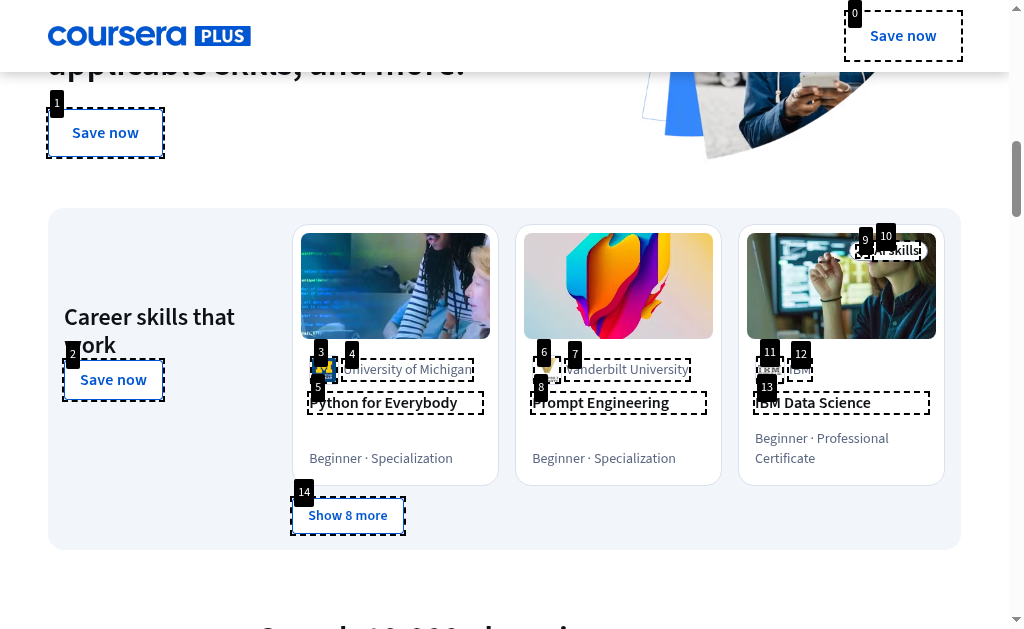 coursera PLUS
Save now
applicable skills, and more.
Save now
Career skills that
work
Save now
AI skills
University of Michigan
Python for Everybody
Beginner · Specialization
Vanderbilt University
Prompt Engineering
Beginner · Specialization
IBM
IBM Data Science
Beginner · Professional
Certificate
Show 8 more
0
1
2
3
4
5
6
7
8
9
10
11
12
13
14